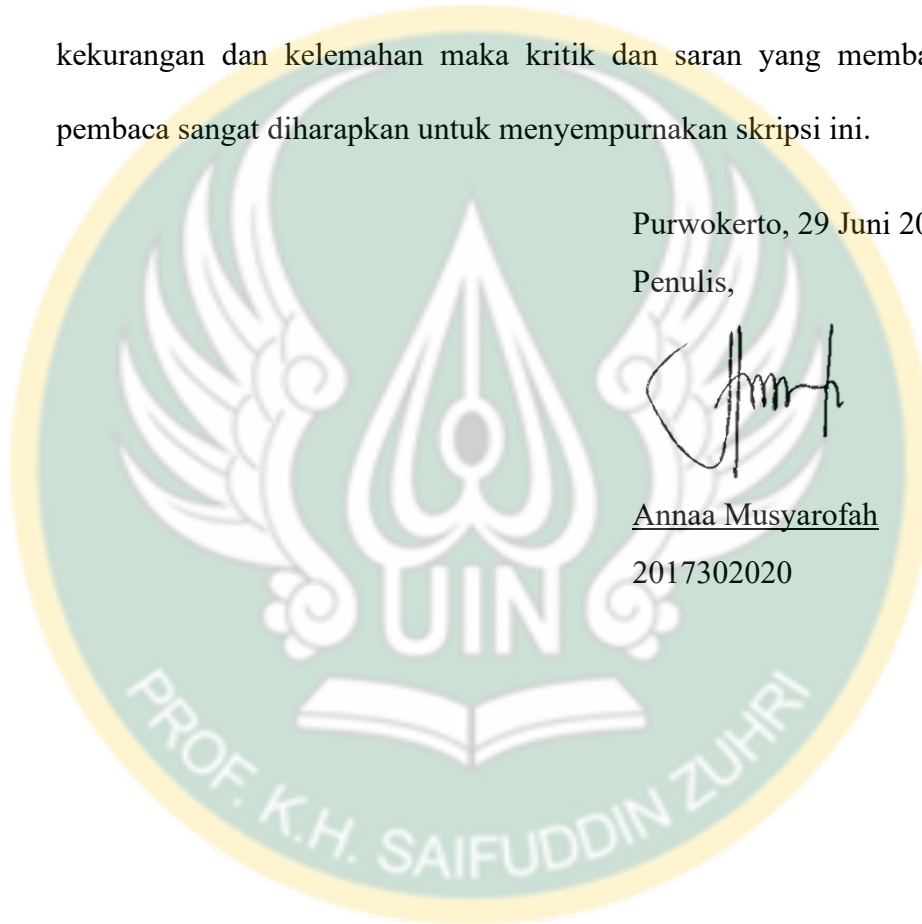 kekurangan dan kelemahan maka kritik dan saran yang memba
pembaca sangat diharapkan untuk menyempurnakan skripsi ini.
Purwokerto, 29 Juni 20
Penulis,
Annaa Musyarofah
2017302020
UIN
PROF. K.H. SAIFUDDIN ZUHRI